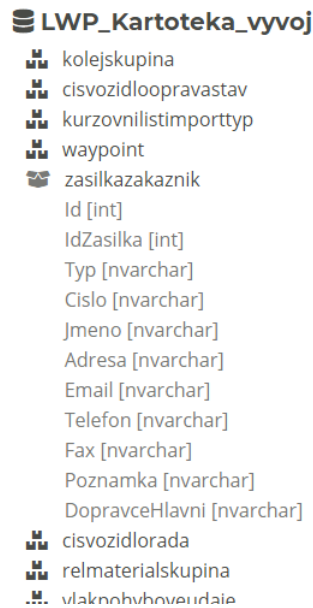 LWP_Kartoteka_vyvoj
kolejskupina
cisvozidloopravastav
kurzovnilistimporttyp
waypoint
zasilkazakaznik
Id [int]
IdZasilka [int]
Typ [nvarchar]
Cislo [nvarchar]
Jmeno [nvarchar]
Adresa [nvarchar]
Email [nvarchar]
Telefon [nvarchar]
Fax [nvarchar]
Poznamka [nvarchar]
DopravceHlavni [nvarchar]
cisvozidlorada
relmaterialskupina
vlakpohyboveudaje